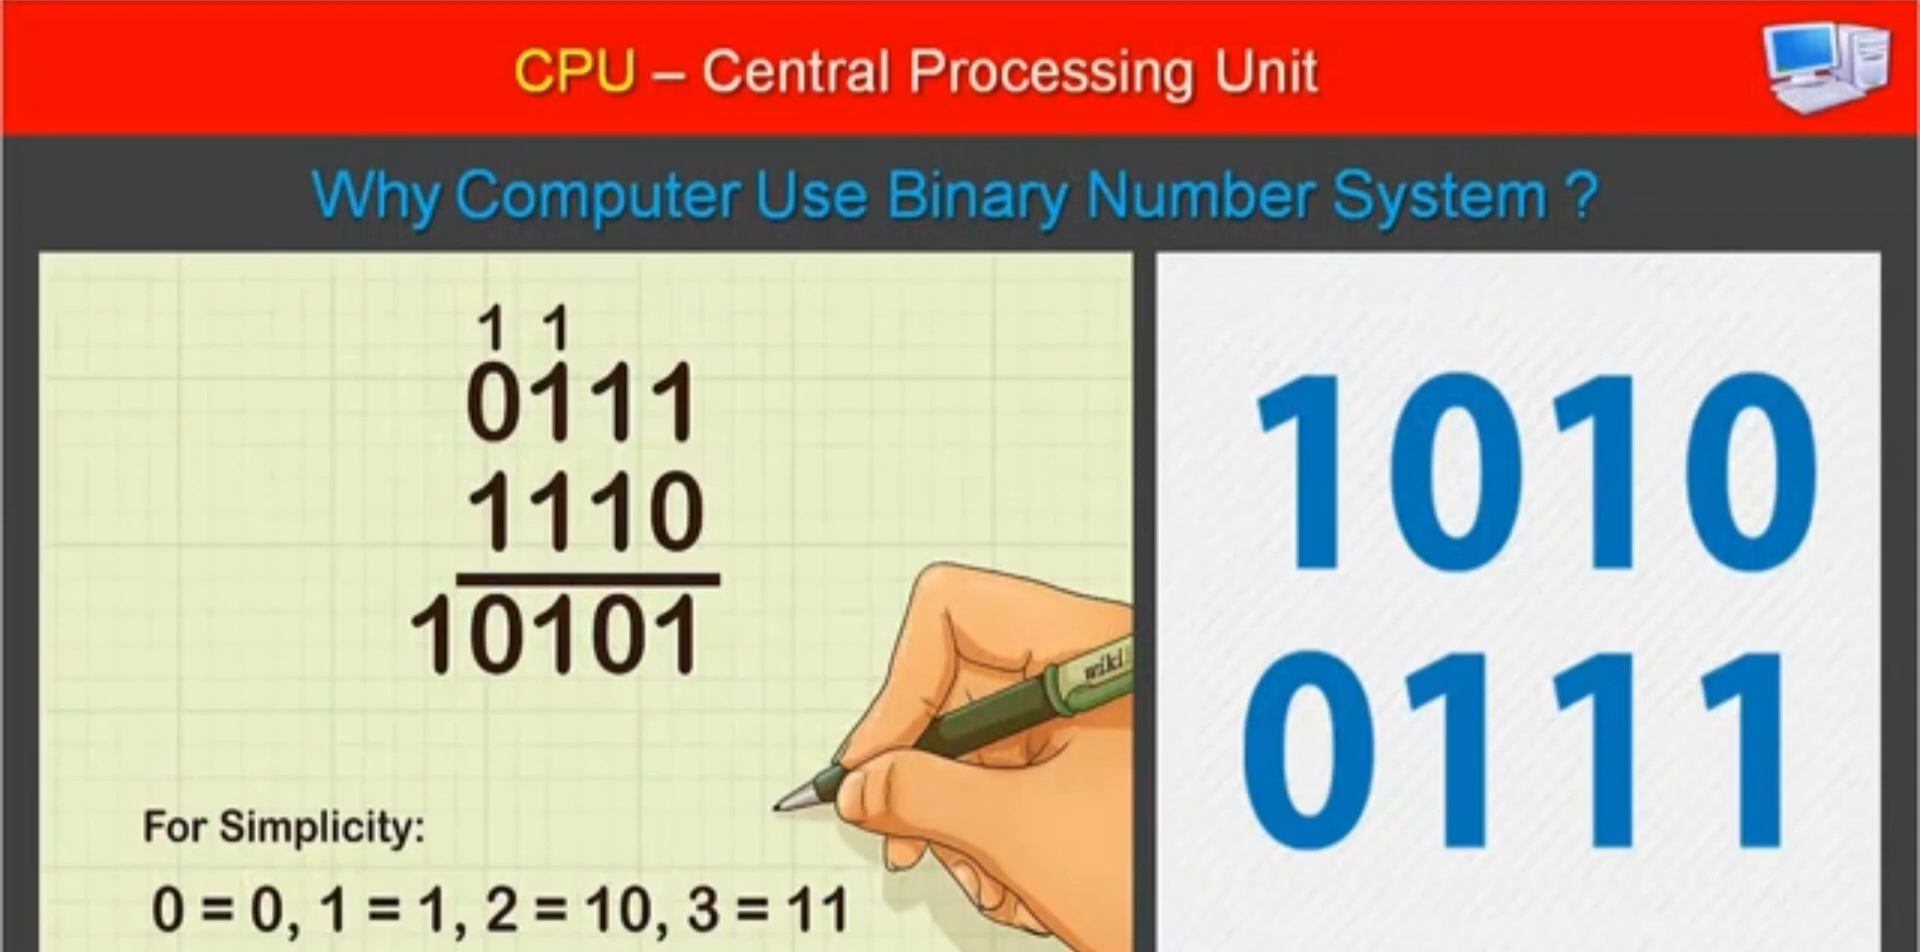 CPU – Central Processing Unit
Why Computer Use Binary Number System ?
1 1
0111
1110
10101
wiki
For Simplicity:
0 = 0, 1 = 1, 2 = 10, 3 = 11
1010
0111